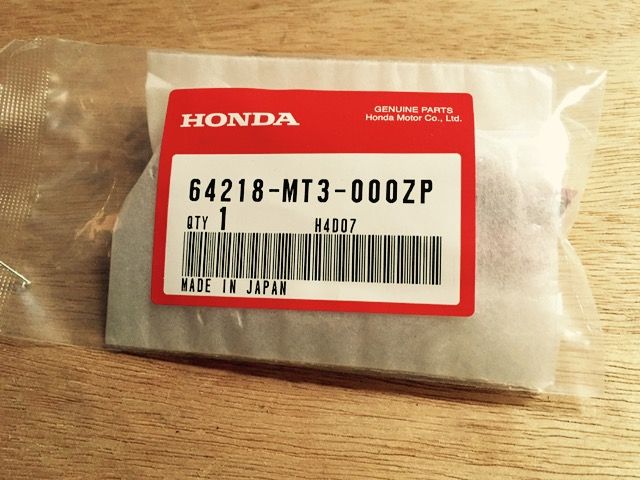 HONDA
GENUINE PARTS
Honda Motor Co., Ltd.
64218-MT3-000ZP
QTY 1 H4D07
MADE IN JAPAN